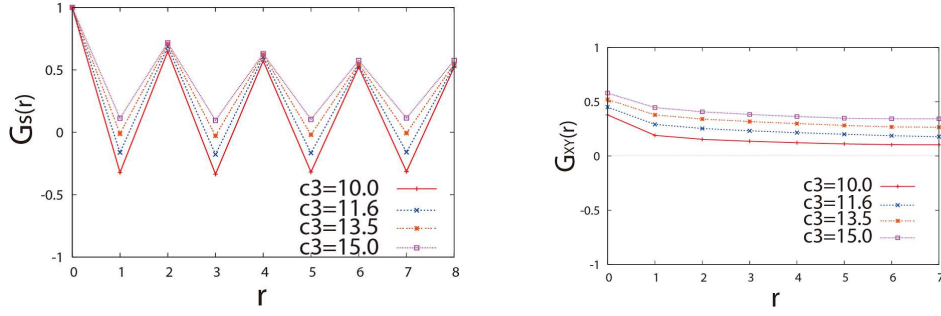 1
0.5
0
-0.5
-1
Gs(r)
c3=10.0
c3=11.6
c3=13.5
c3=15.0
0 1 2 3 4 5 6 7 8
r
1
0.5
0
-0.5
-1
GXY(r)
c3=10.0
c3=11.6
c3=13.5
c3=15.0
0 1 2 3 4 5 6 7
r